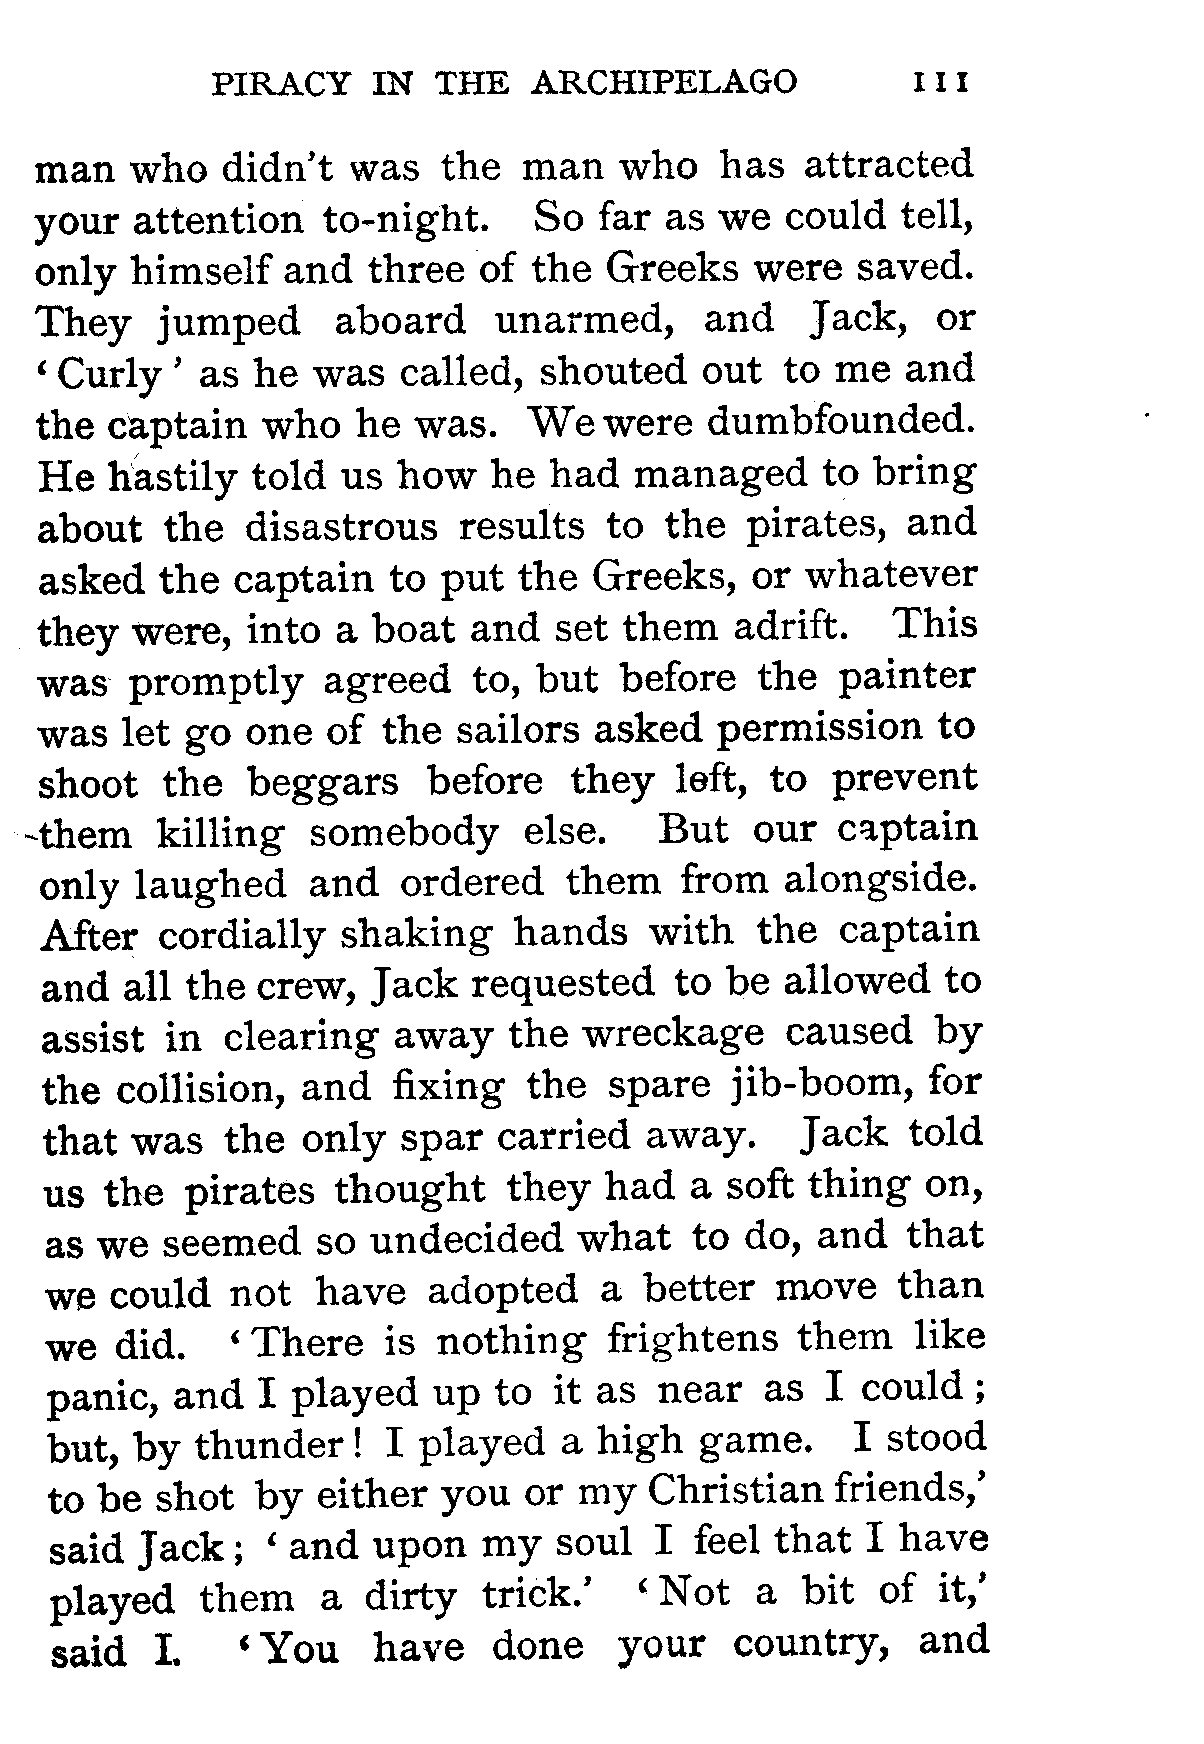 PIRACY IN THE ARCHIPELAGO 111
man who didn't was the man who has attracted
your attention to-night. So far as we could tell,
only himself and three of the Greeks were saved.
They jumped aboard unarmed, and Jack, or
‘Curly’ as he was called, shouted out to me and
the captain who he was. We were dumbfounded.
He hastily told us how he had managed to bring
about the disastrous results to the pirates, and
asked the captain to put the Greeks, or whatever
they were, into a boat and set them adrift. This
was promptly agreed to, but before the painter
was let go one of the sailors asked permission to
shoot the beggars before they left, to prevent
them killing somebody else. But our captain
only laughed and ordered them from alongside.
After cordially shaking hands with the captain
and all the crew, Jack requested to be allowed to
assist in clearing away the wreckage caused by
the collision, and fixing the spare jib-boom, for
that was the only spar carried away. Jack told
us the pirates thought they had a soft thing on,
as we seemed so undecided what to do, and that
we could not have adopted a better move than
we did. ‘There is nothing frightens them like
panic, and I played up to it as near as I could;
but, by thunder! I played a high game. I stood
to be shot by either you or my Christian friends,’
said Jack; ‘and upon my soul I feel that I have
played them a dirty trick.’ ‘Not a bit of it,’
said I. ‘You have done your country, and